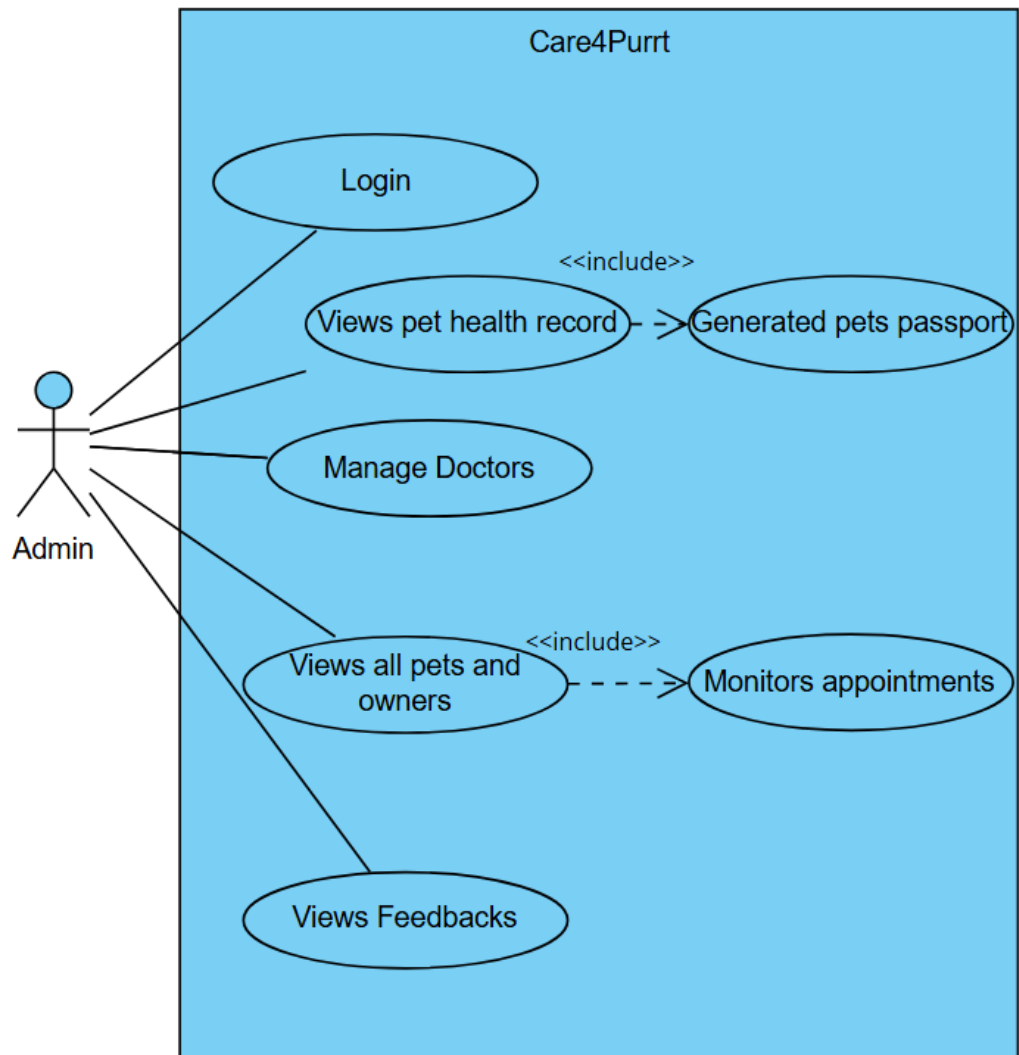 Care4Purrt
Login
<<include>>
Views pet health record
Generated pets passport
Manage Doctors
Admin
<<include>>
Views all pets and
owners
Monitors appointments
Views Feedbacks